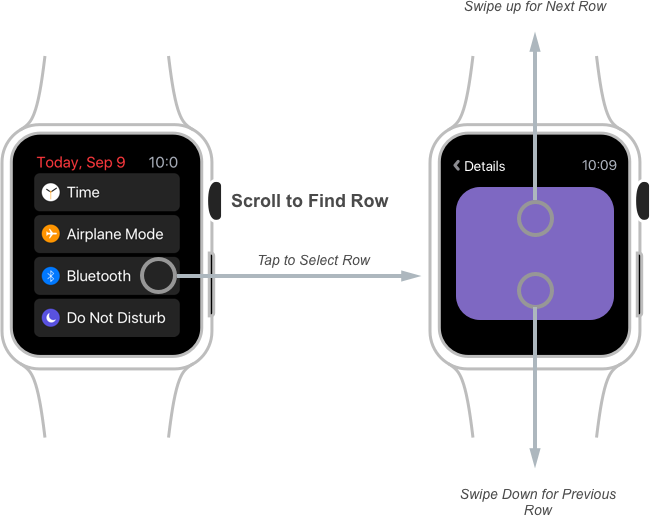 Swipe up for Next Row
Today, Sep 9 10:0
Time
Airplane Mode
Bluetooth
Do Not Disturb
Scroll to Find Row
Tap to Select Row
Details 10:09
Swipe Down for Previous
Row